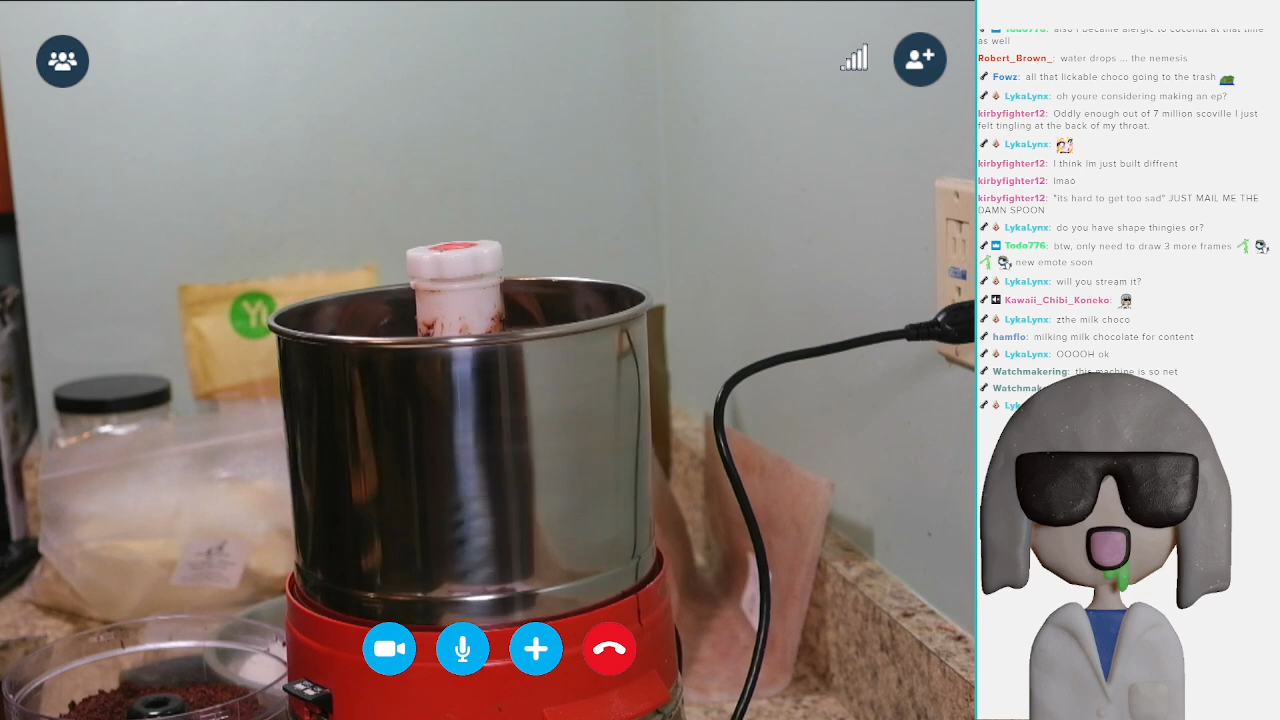 Todo776: also i became alergic to coconut at that time
as well
Robert_Brown_: water drops ... the nemesis
Fowz: all that lickable choco going to the trash
LykaLynx: oh youre considering making an ep?
kirbyfighter12: Oddly enough out of 7 million scoville I just
felt tingling at the back of my throat.
LykaLynx:
kirbyfighter12: I think Im just built diffrent
kirbyfighter12: lmao
kirbyfighter12: "its hard to get too sad" JUST MAIL ME THE
DAMN SPOON
LykaLynx: do you have shape thingies or?
Todo776: btw, only need to draw 3 more frames
new emote soon
LykaLynx: will you stream it?
Kawaii_Chibi_Koneko:
LykaLynx: zthe milk choco
hamflo: milking milk chocolate for content
LykaLynx: OOOOH ok
Watchmakering: this machine is so net
Watchmak
Lyk